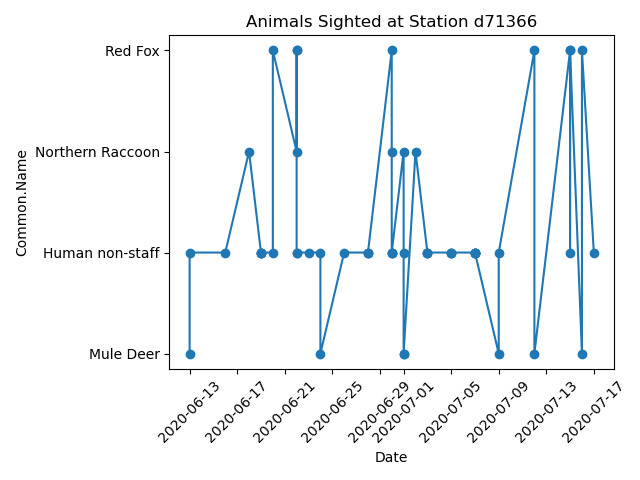 Animals Sighted at Station d71366
Red Fox
Northern Raccoon
Human non-staff
Mule Deer
Common.Name
2020-06-13
2020-06-17
2020-06-21
2020-06-25
2020-06-29
2020-07-01
2020-07-05
2020-07-09
2020-07-13
2020-07-17
Date